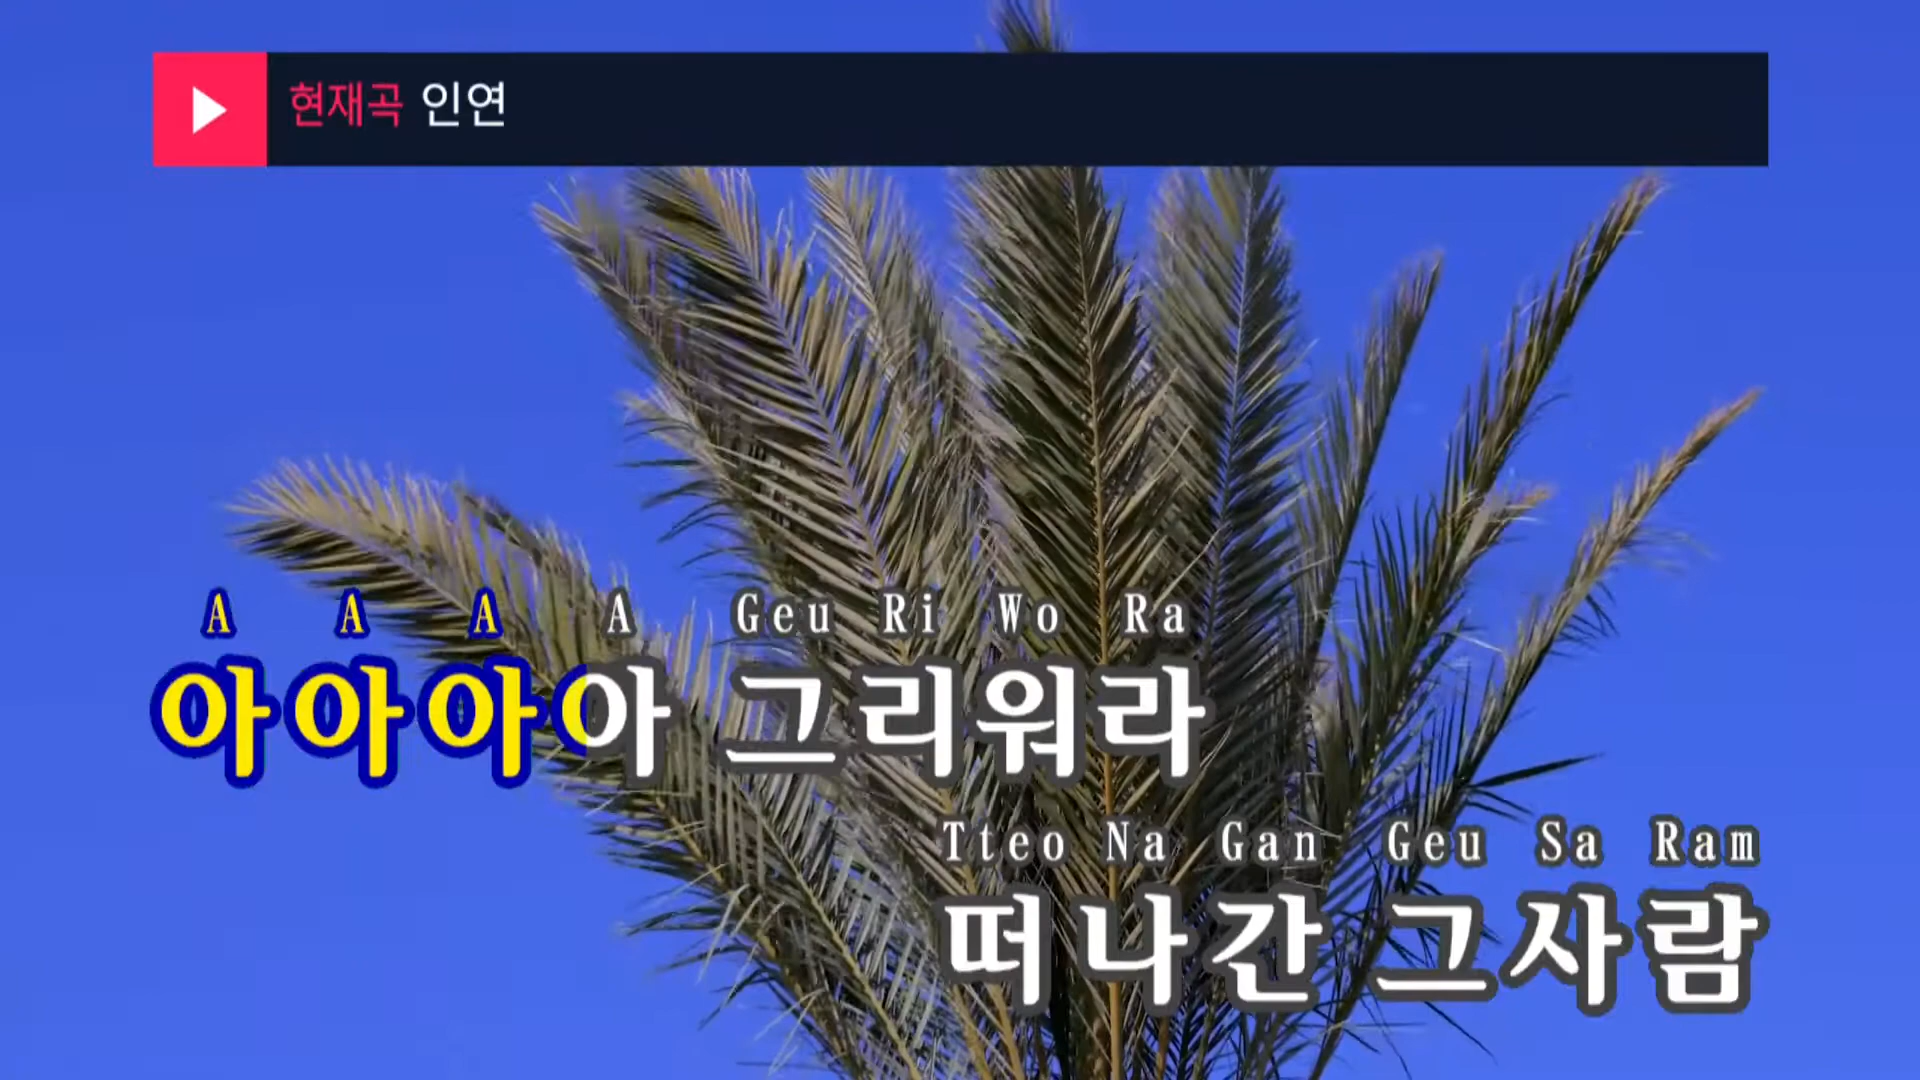 현재곡 인연
A A A A Geu Ri Wo Ra
아아아아 그리워라
Tteo Na Gan Geu Sa Ram
떠나간 그사람